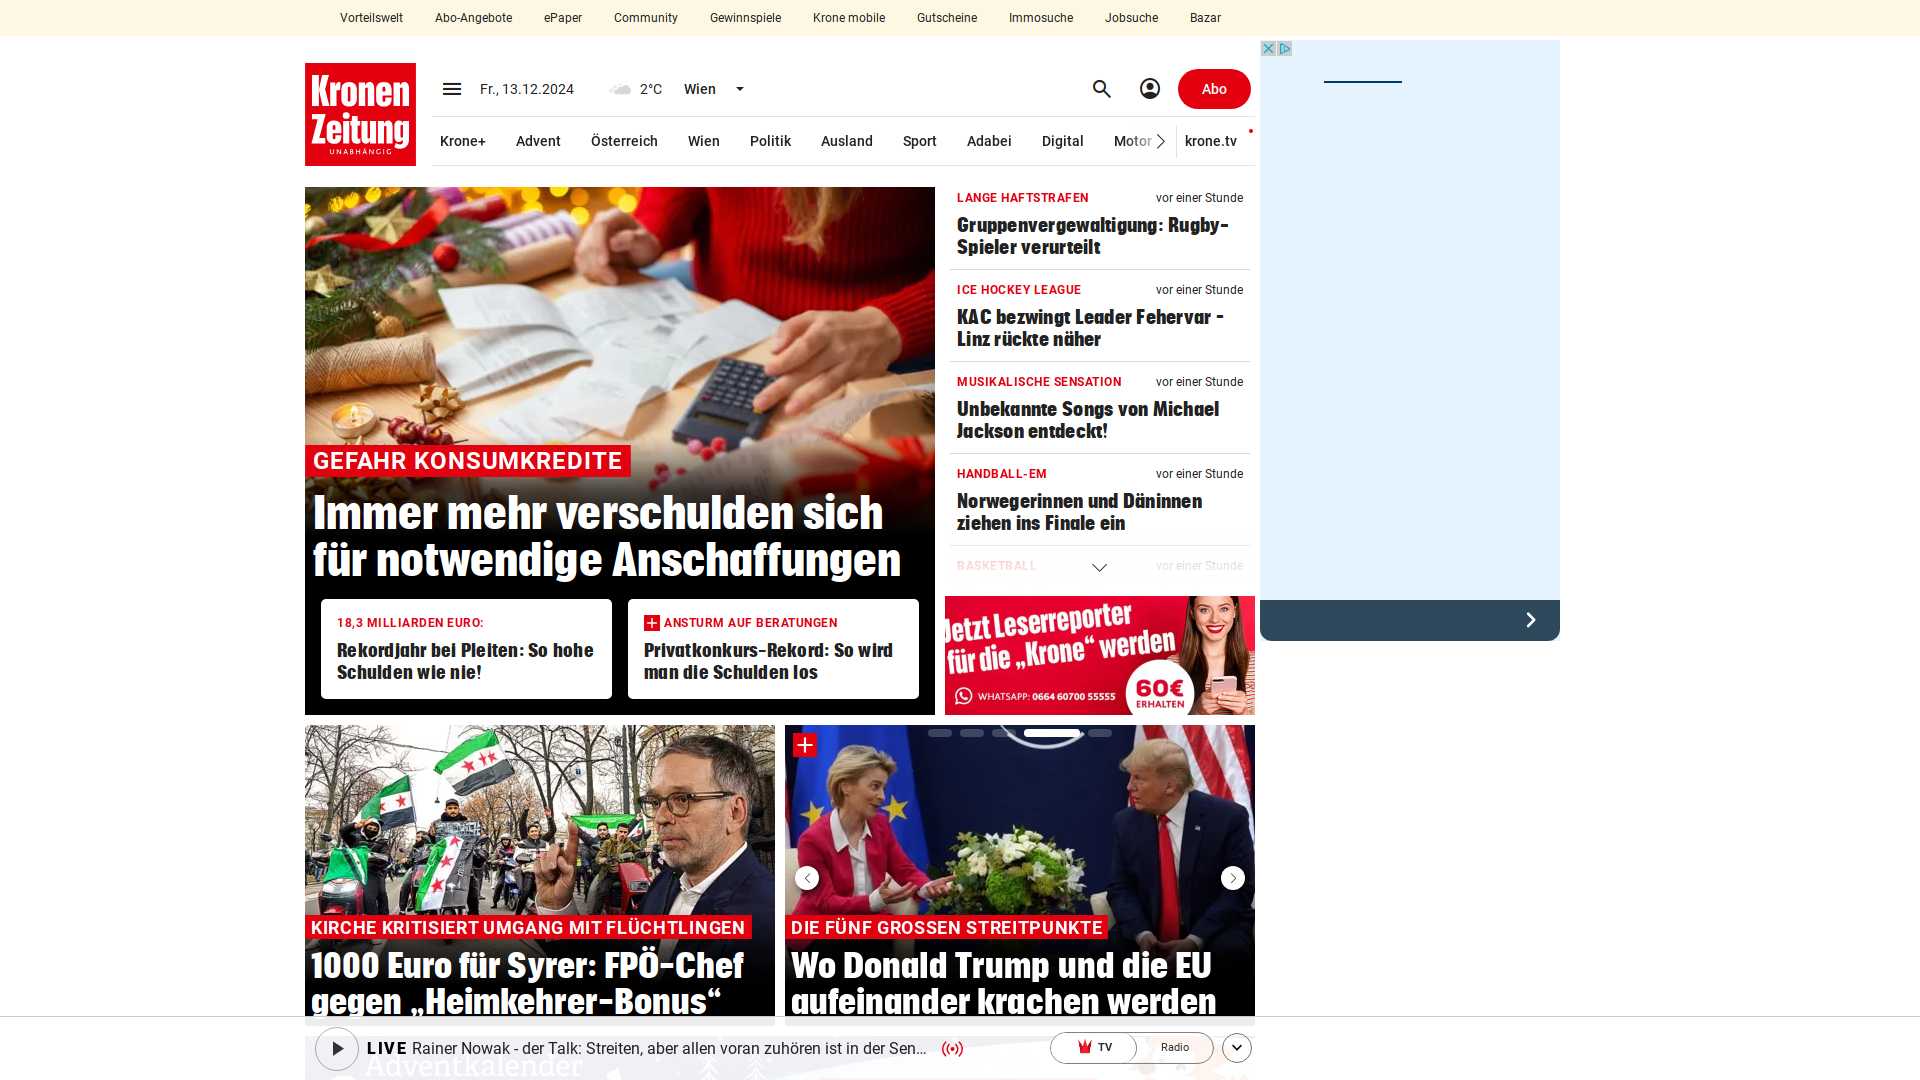 Vorteilswelt Abo-Angebote ePaper Community Gewinnspiele Krone mobile Gutscheine Immosuche Jobsuche Bazar
Kronen
Zeitung
UNABHÄNGIG
Fr., 13.12.2024 2°C Wien
Abo
Krone+ Advent Österreich Wien Politik Ausland Sport Adabei Digital Motor krone.tv
GEFAHR KONSUMKREDITE
Immer mehr verschulden sich
für notwendige Anschaffungen
18,3 MILLIARDEN EURO:
Rekordjahr bei Pleiten: So hohe
Schulden wie nie!
ANSTURM AUF BERATUNGEN
Privatkonkurs-Rekord: So wird
man die Schulden los
LANGE HAFTSTRAFEN vor einer Stunde
Gruppenvergewaltigung: Rugby-
Spieler verurteilt
ICE HOCKEY LEAGUE vor einer Stunde
KAC bezwingt Leader Fehervar -
Linz rückte näher
MUSIKALISCHE SENSATION vor einer Stunde
Unbekannte Songs von Michael
Jackson entdeckt!
HANDBALL-EM vor einer Stunde
Norwegerinnen und Däninnen
ziehen ins Finale ein
BASKETBALL vor einer Stunde
Jetzt Leserreporter
für die „Krone“ werden
WHATSAPP: 0664 60700 55555
60€
ERHALTEN
KIRCHE KRITISIERT UMGANG MIT FLÜCHTLINGEN
1000 Euro für Syrer: FPÖ-Chef
gegen „Heimkehrer-Bonus“
DIE FÜNF GROSSEN STREITPUNKTE
Wo Donald Trump und die EU
aufeinander krachen werden
LIVE Rainer Nowak - der Talk: Streiten, aber allen voran zuhören ist in der Sen...
TV Radio
Adventkalender